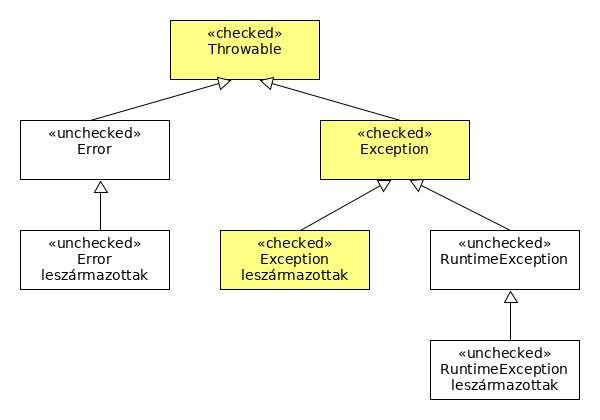 «checked»
Throwable
«unchecked»
Error
«checked»
Exception
«unchecked»
Error
leszármazottak
«checked»
Exception
leszármazottak
«unchecked»
RuntimeException
«unchecked»
RuntimeException
leszármazottak